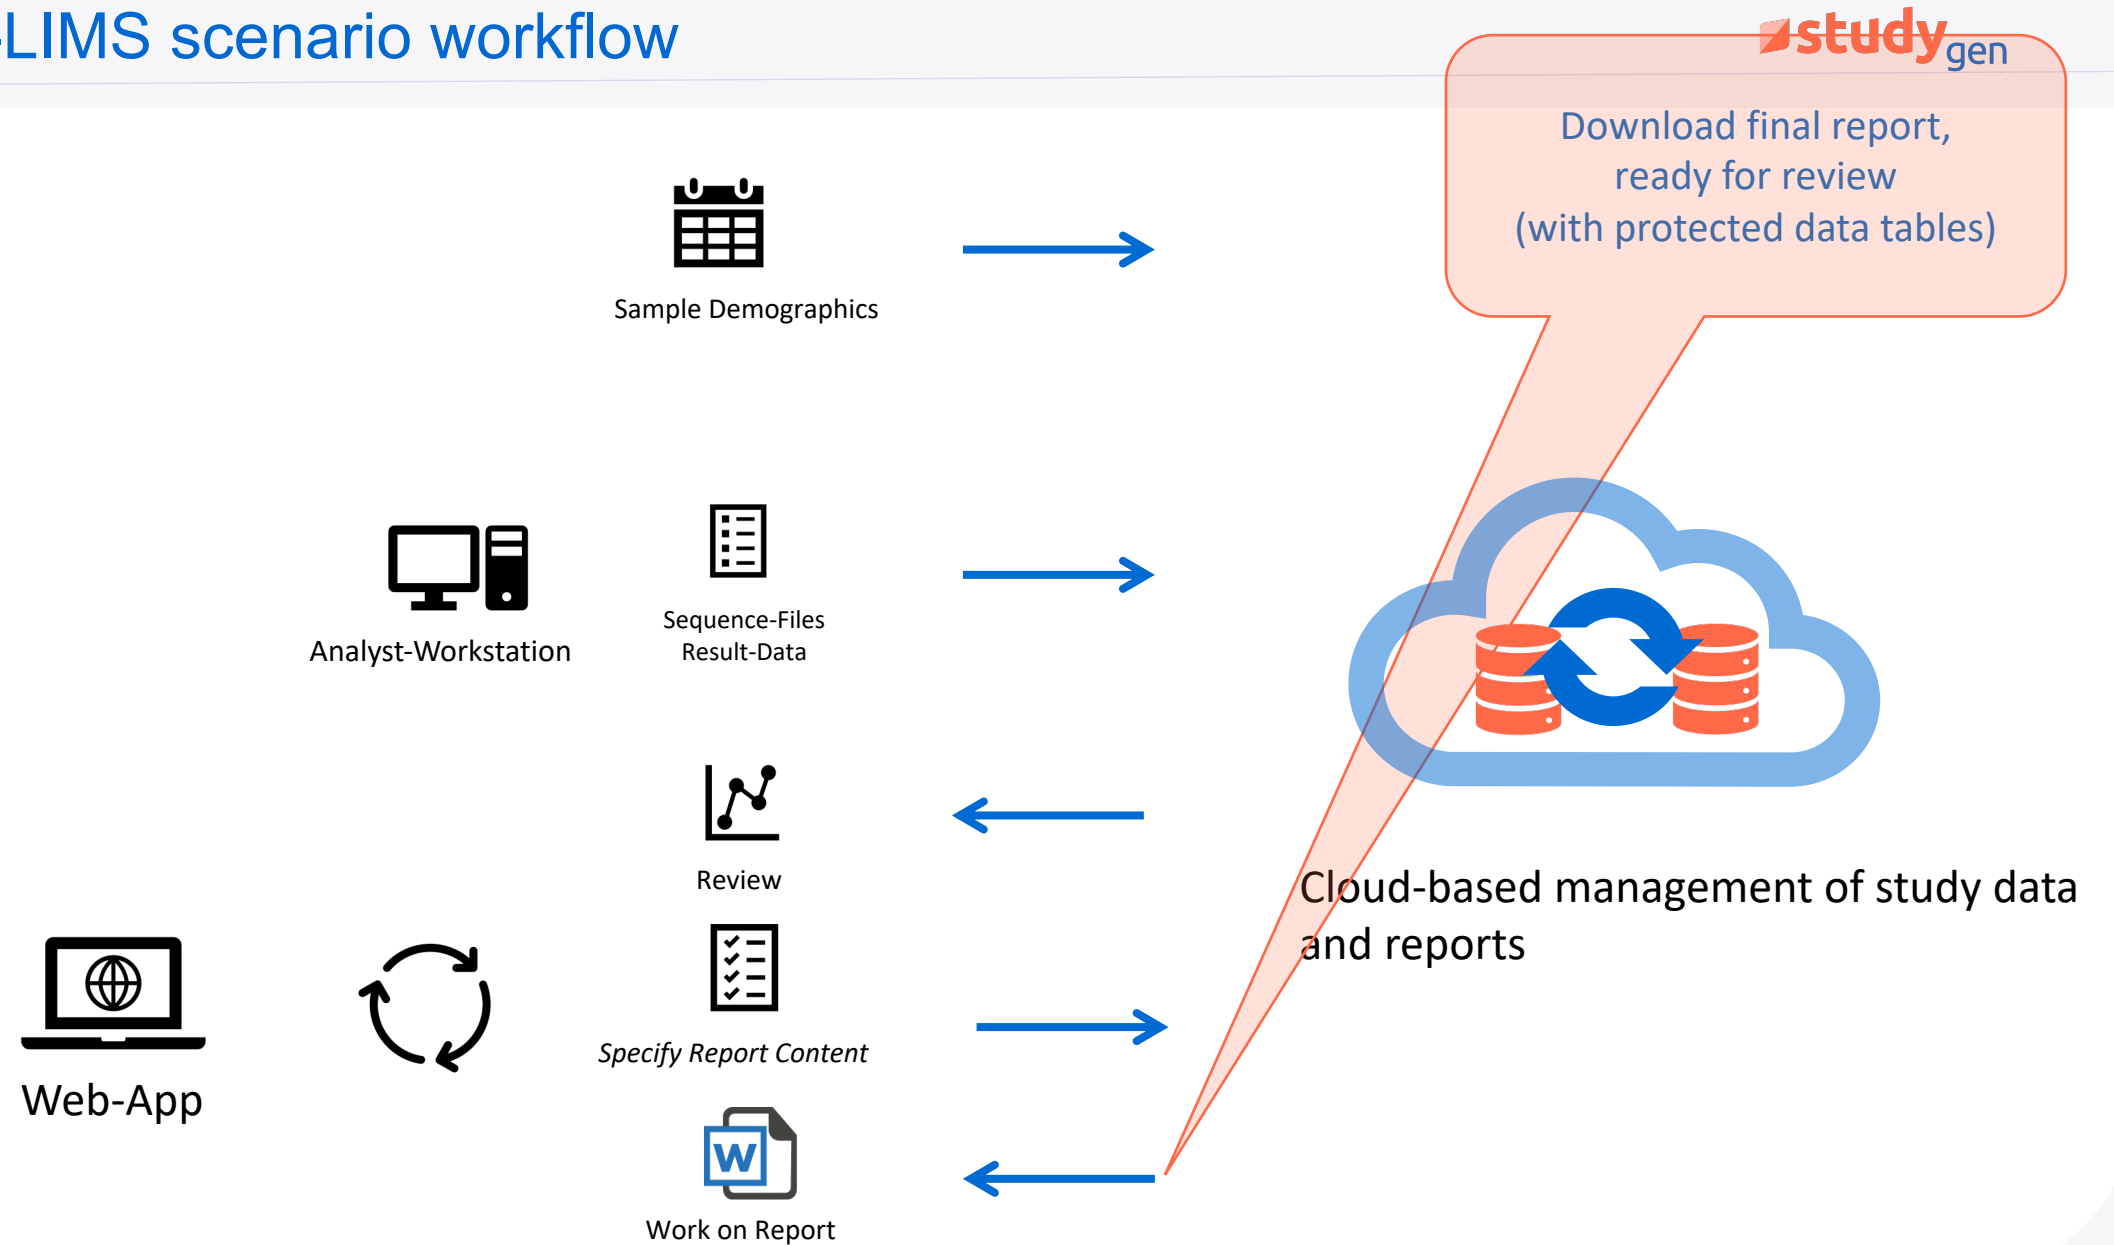 -LIMS scenario workflow
studygen
Download final report,
ready for review
(with protected data tables)
Sample Demographics
Analyst-Workstation
Sequence-Files
Result-Data
Review
Cloud-based management of study data
and reports
Specify Report Content
Web-App
W
Work on Report